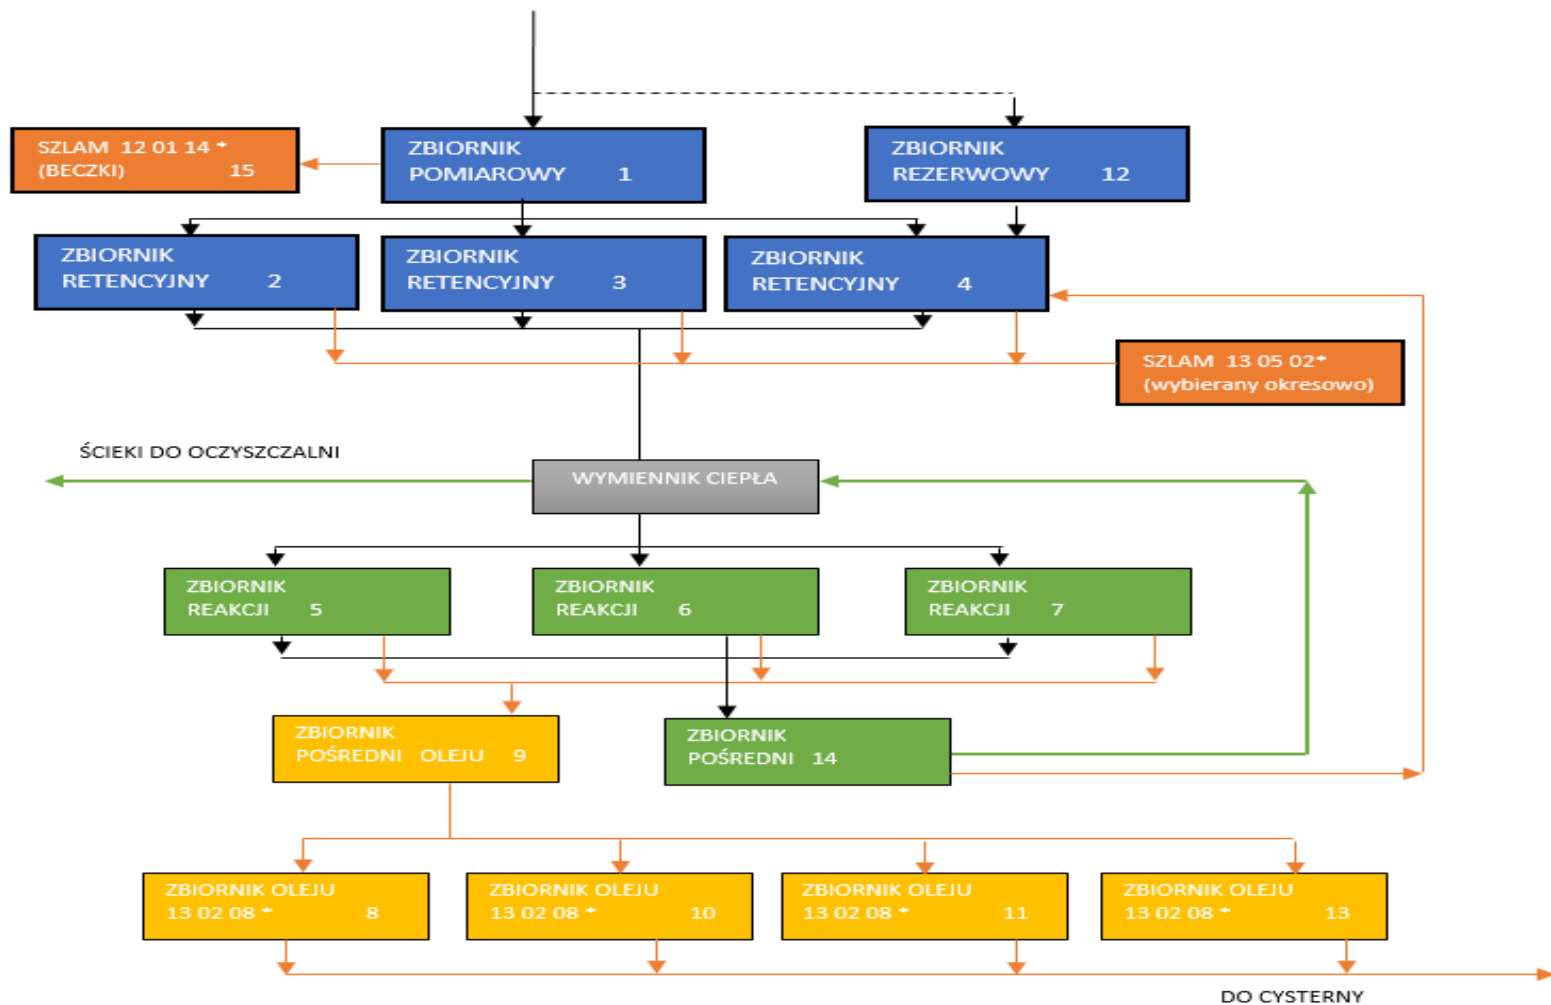 SZLAM 12 01 14 *
(BECZKI) 15
ZBIORNIK
POMIAROWY 1
ZBIORNIK
REZERWOWY 12
ZBIORNIK
RETENCYJNY 2
ZBIORNIK
RETENCYJNY 3
ZBIORNIK
RETENCYJNY 4
SZLAM 13 05 02*
(wybierany okresowo)
ŚCIEKI DO OCZYSZCZALNI
WYMIENNIK CIEPŁA
ZBIORNIK
REAKCJI 5
ZBIORNIK
REAKCJI 6
ZBIORNIK
REAKCJI 7
ZBIORNIK
POŚREDNI OLEJU 9
ZBIORNIK
POŚREDNI 14
ZBIORNIK OLEJU
13 02 08 * 8
ZBIORNIK OLEJU
13 02 08 * 10
ZBIORNIK OLEJU
13 02 08 * 11
ZBIORNIK OLEJU
13 02 08 * 13
DO CYSTERNY